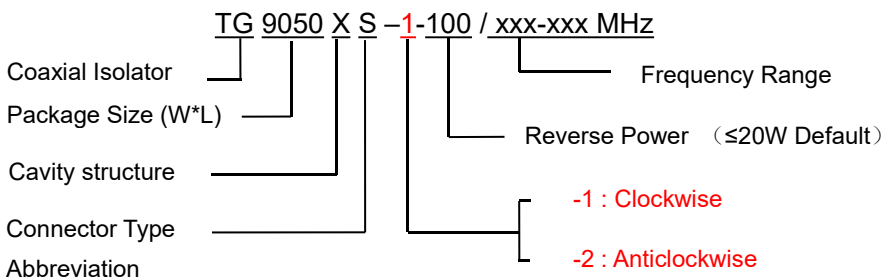 TG 9050 X S –1-100 / xxx-xxx MHz
Coaxial Isolator
Frequency Range
Package Size (W*L)
Reverse Power （≤20W Default）
Cavity structure
-1 : Clockwise
Connector Type
-2 : Anticlockwise
Abbreviation